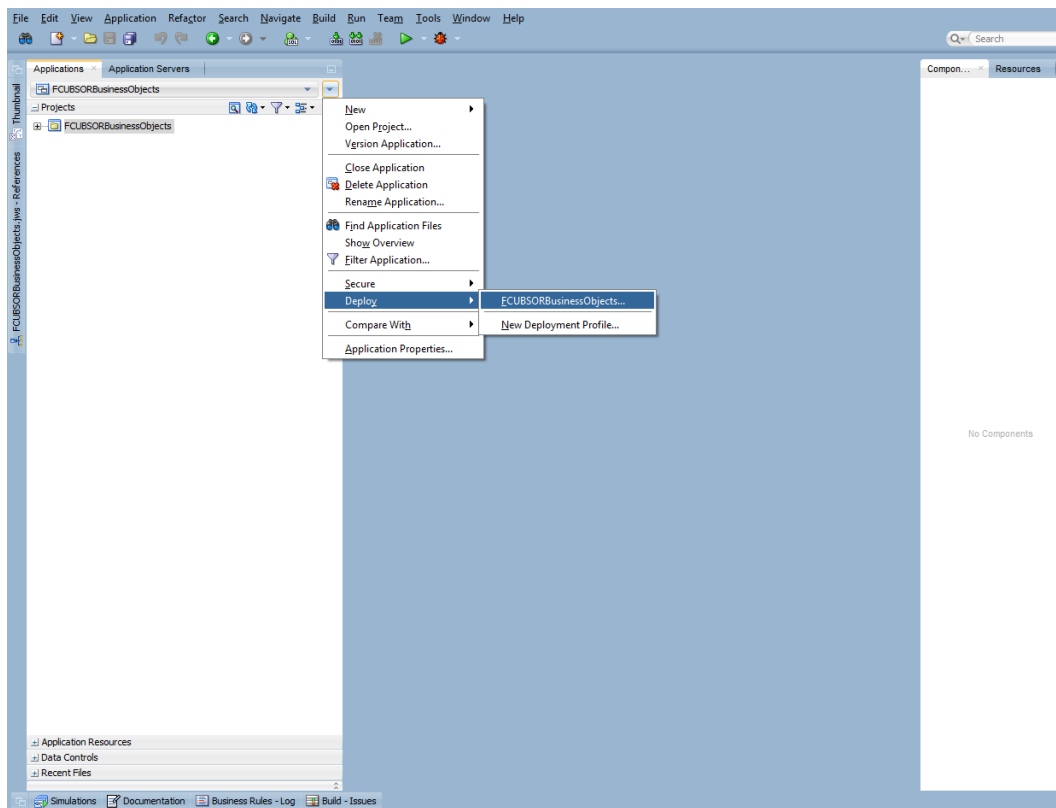 File Edit View Application Refactor Search Navigate Build Run Team Tools Window Help
Search
Applications Application Servers
Compon... Resources
FCUBSORBusinessObjects
Projects
FCUBSORBusinessObjects
Thumbnail
FCUBSORBusinessObjects.jws - References
New
Open Project...
Version Application...
Close Application
Delete Application
Rename Application...
Find Application Files
Show Overview
Filter Application...
Secure
Deploy
FCUBSORBusinessObjects...
Compare With
New Deployment Profile...
Application Properties...
No Components
Application Resources
Data Controls
Recent Files
Simulations Documentation Business Rules - Log Build - Issues